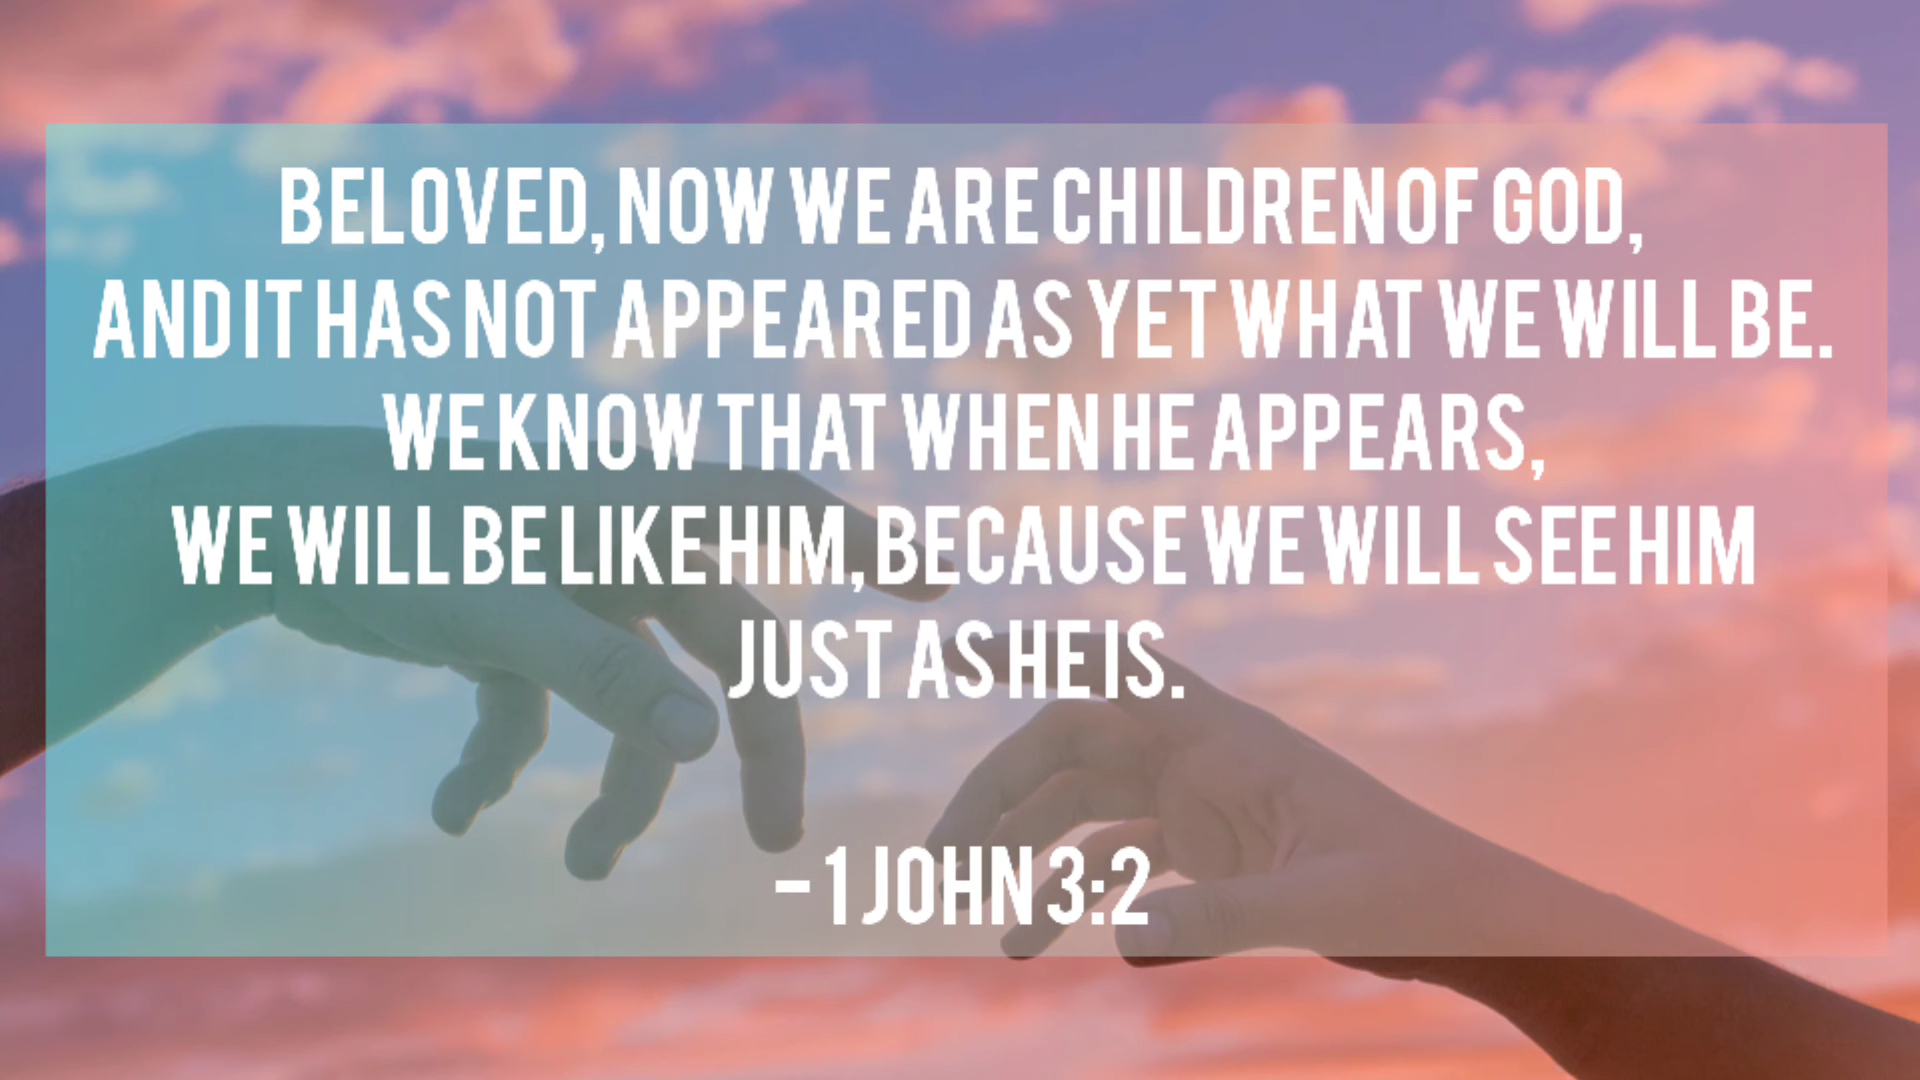 BELOVED, NOW WE ARE CHILDREN OF GOD,
AND IT HAS NOT APPEARED AS YET WHAT WE WILL BE.
WE KNOW THAT WHEN HE APPEARS,
WE WILL BE LIKE HIM, BECAUSE WE WILL SEE HIM
JUST AS HE IS.
– 1 JOHN 3:2